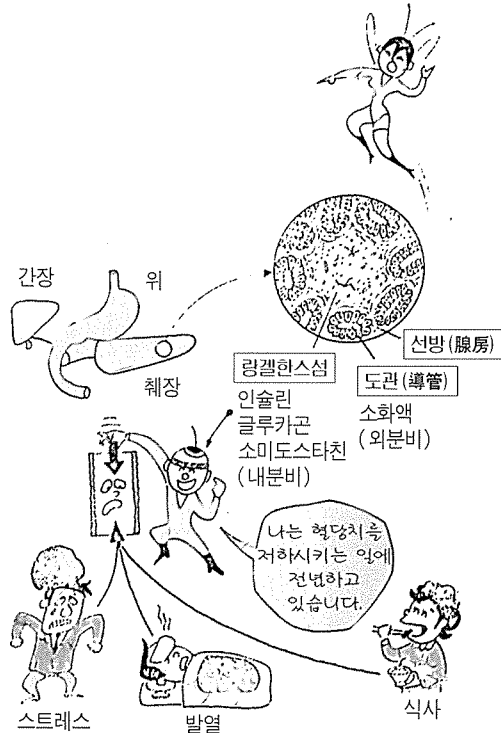 간장
위
췌장
선방(腺房)
랑겔한스섬
도관(導管)
인슐린
글루카곤
소미도스타친
(내분비)
소화액
(외분비)
나는 혈당치를
저하시키는 일에
전념하고
있습니다.
스트레스
발열
식사